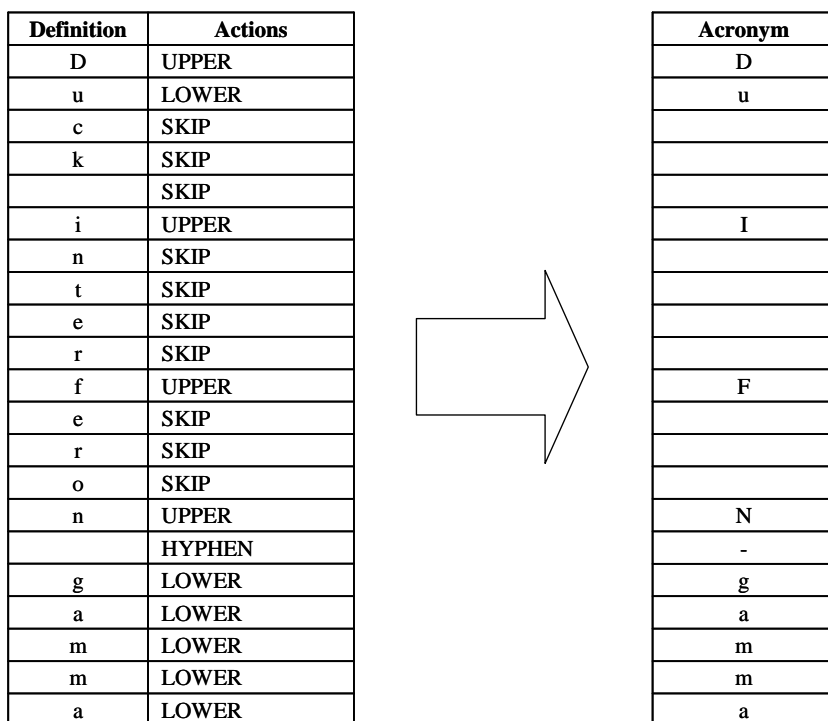 Definition Actions Acronym
D UPPER D
u LOWER u
c SKIP
k SKIP
SKIP
i UPPER I
n SKIP
t SKIP
e SKIP
r SKIP
f UPPER F
e SKIP
r SKIP
o SKIP
n UPPER N
HYPHEN -
g LOWER g
a LOWER a
m LOWER m
m LOWER m
a LOWER a